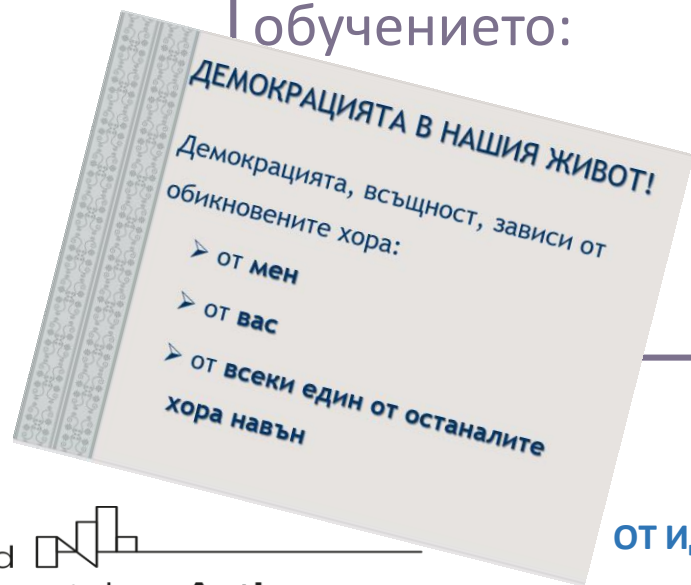 обучението:
ДЕМОКРАЦИЯТА В НАШИЯ ЖИВОТ!
Демокрацията, всъщност, зависи от
обикновените хора:
➢ от мен
➢ от вас
➢ от всеки един от останалите
хора навън
от